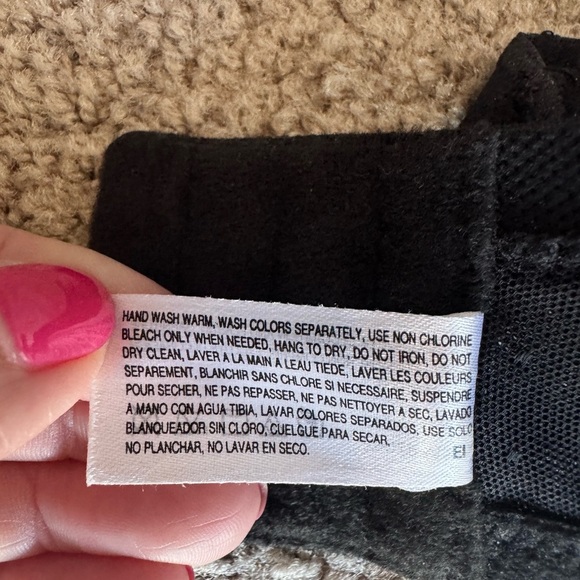 HAND WASH WARM, WASH COLORS SEPARATELY, USE NON CHLORINE
BLEACH ONLY WHEN NEEDED, HANG TO DRY, DO NOT IRON, DO NOT
DRY CLEAN, LAVER A LA MAIN A LEAU TIEDE, LAVER LES COULEURS
SEPAREMENT, BLANCHIR SANS CHLORE SI NECESSAIRE, SUSPENDRE
POUR SECHER, NE PAS REPASSER, NE PAS NETTOYER A SEC, LAVADO
A MANO CON AGUA TIBIA, LAVAR COLORES SEPARADOS. USE SOLO
BLANQUEADOR SIN CLORO, CUELGUE PARA SECAR,
NO PLANCHAR, NO LAVAR EN SECO.